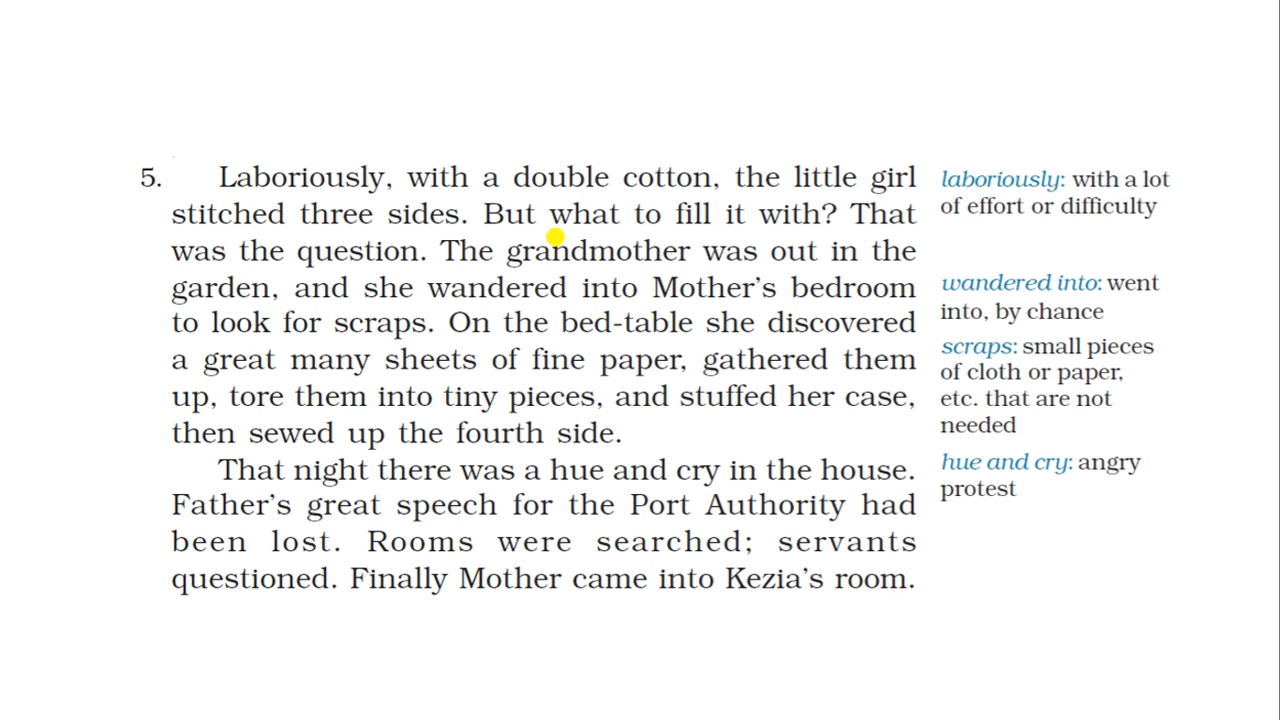 5. Laboriously, with a double cotton, the little girl
stitched three sides. But what to fill it with? That
was the question. The grandmother was out in the
garden, and she wandered into Mother’s bedroom
to look for scraps. On the bed-table she discovered
a great many sheets of fine paper, gathered them
up, tore them into tiny pieces, and stuffed her case,
then sewed up the fourth side.
That night there was a hue and cry in the house.
Father’s great speech for the Port Authority had
been lost. Rooms were searched; servants
questioned. Finally Mother came into Kezia’s room.
laboriously: with a lot
of effort or difficulty
wandered into: went
into, by chance
scraps: small pieces
of cloth or paper,
etc. that are not
needed
hue and cry: angry
protest